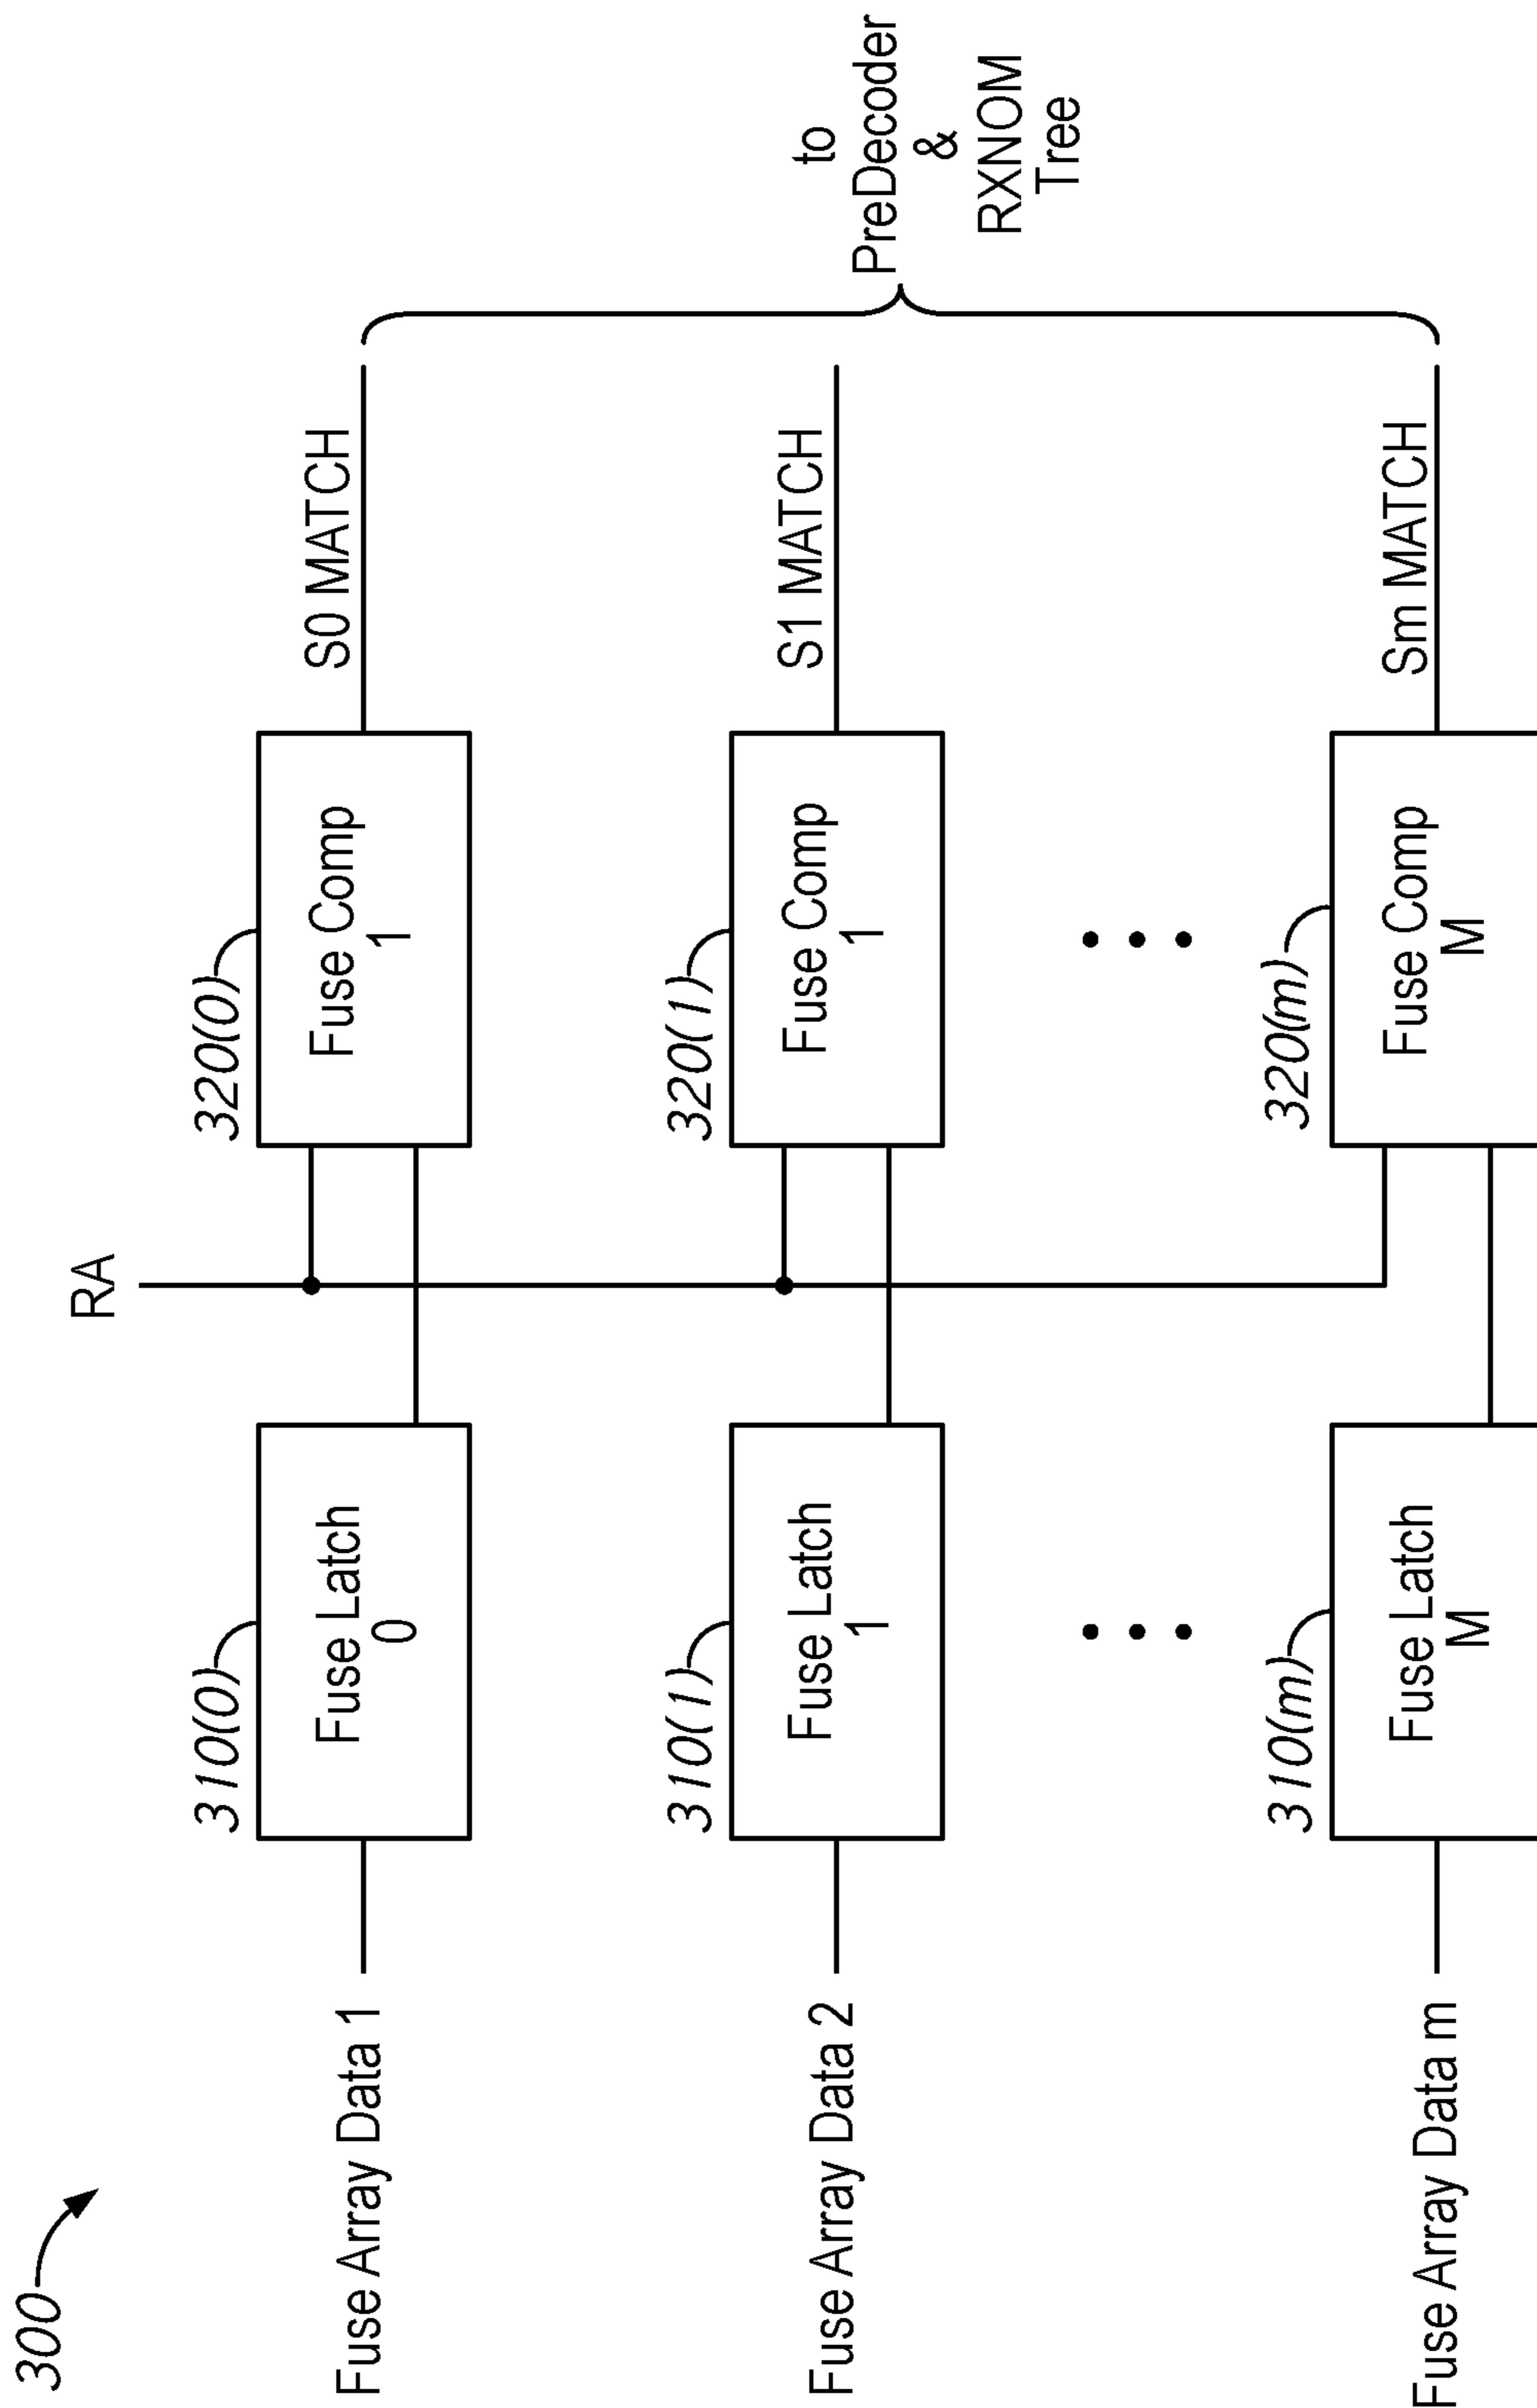 300
RA
310(0)
320(0)
Fuse Array Data 1
Fuse Latch
0
Fuse Comp
1
S0 MATCH
310(1)
320(1)
Fuse Array Data 2
Fuse Latch
1
Fuse Comp
1
S1 MATCH
to
PreDecoder
&
RXNOM
Tree
310(m)
320(m)
Fuse Array Data m
Fuse Latch
M
Fuse Comp
M
Sm MATCH